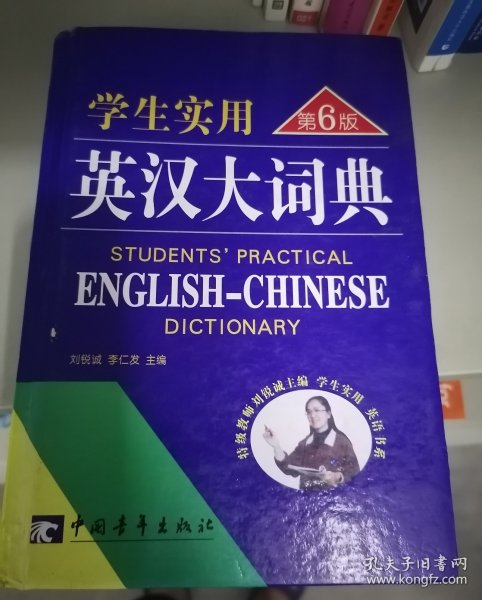 学生实用
第6版
英汉大词典
STUDENTS' PRACTICAL
ENGLISH-CHINESE
DICTIONARY
刘锐诚 李仁发 主编
特级教师刘锐诚主编 学生实用 英语书系
中国青年出版社
孔夫子旧书网
www.kongfz.com